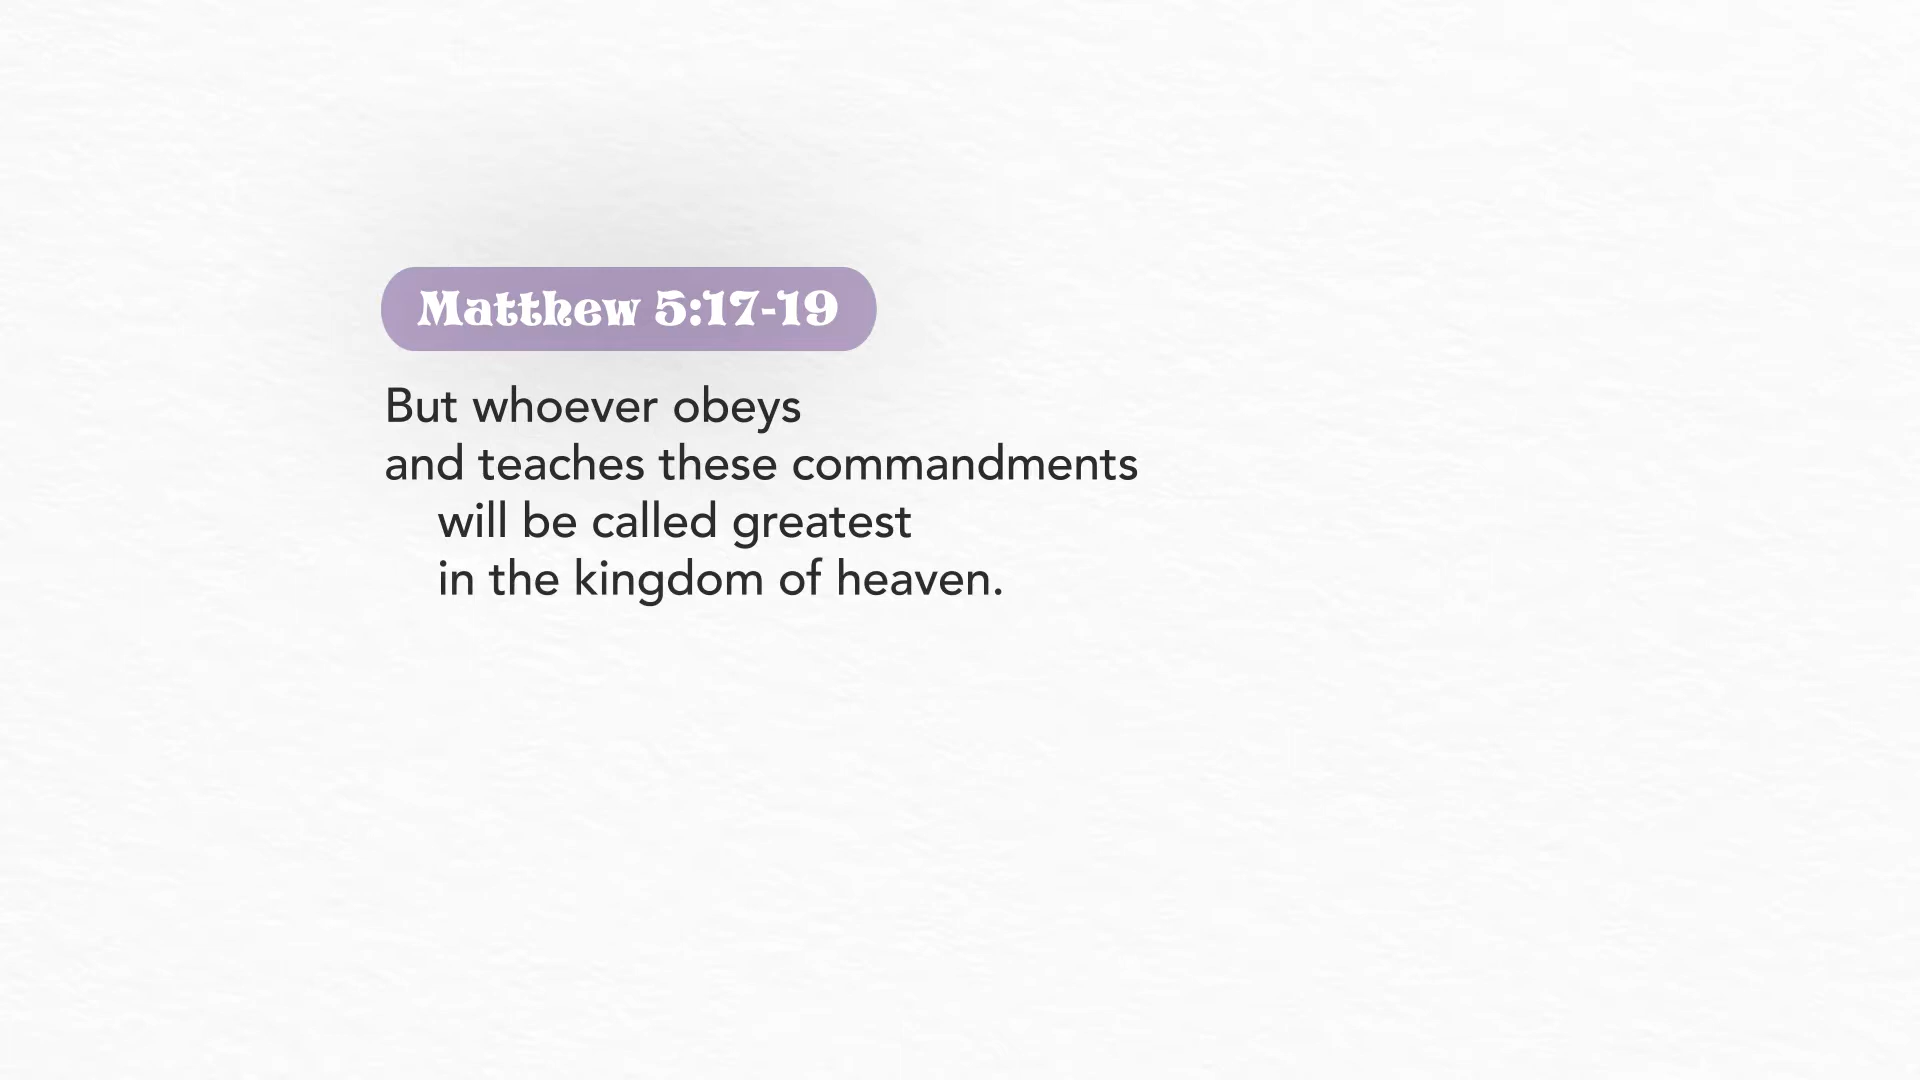 Matthew 5:17-19
But whoever obeys
and teaches these commandments
will be called greatest
in the kingdom of heaven.